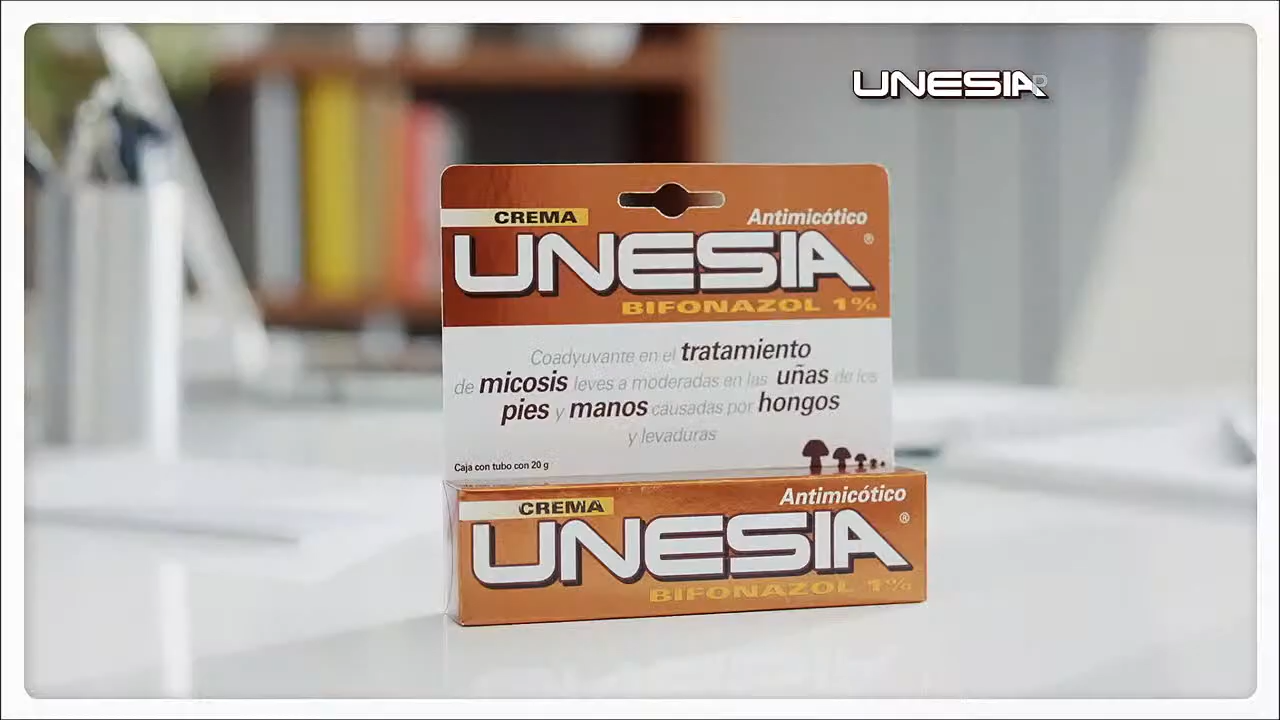 UNESIA
CREMA
Antimicótico
UNESIA®
BIFONAZOL 1%
Coadyuvante en el tratamiento
de micosis leves a moderadas en las uñas de los
pies y manos causadas por hongos
y levaduras
Caja con tubo con 20 g
CREMA
Antimicótico
UNESIA®
BIFONAZOL 1%